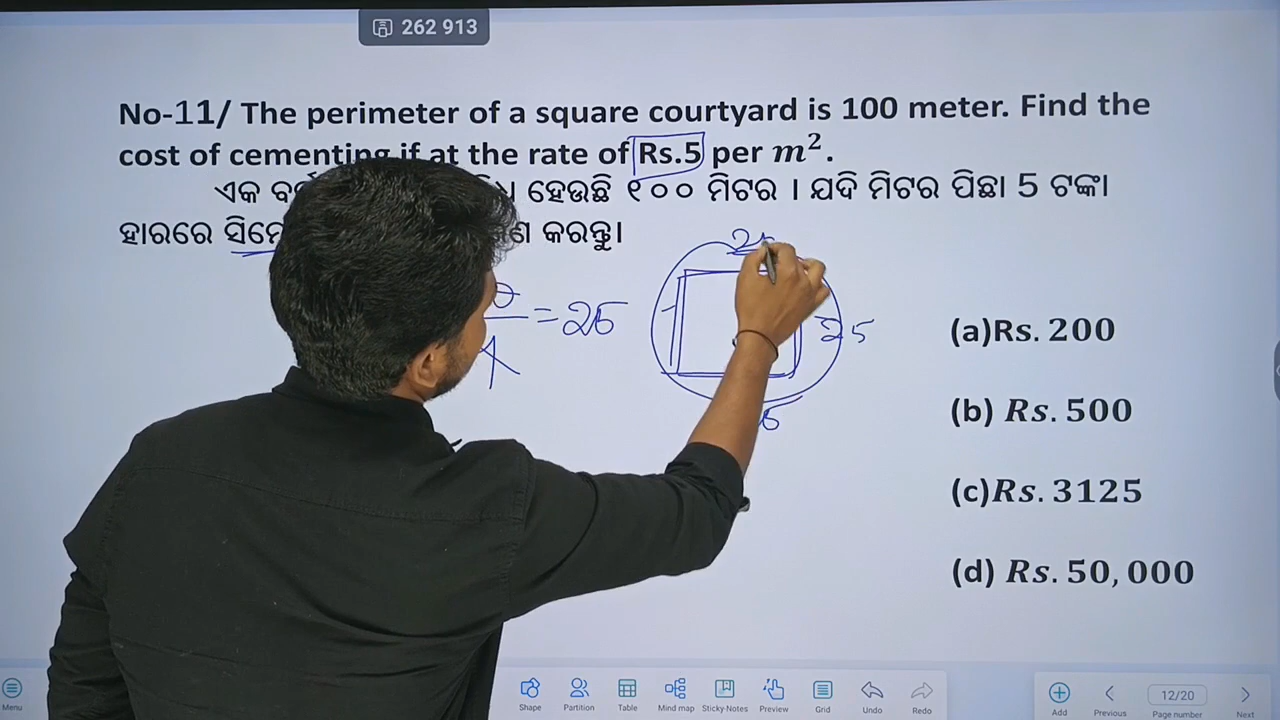 262 913
No-11/ The perimeter of a square courtyard is 100 meter. Find the
cost of cementing if at the rate of Rs.5 per m².
ଏକ ହେଉଛି ୧୦୦ ମିଟର । ଯଦି ମିଟର ପିଛା 5 ଟଙ୍କା
ହାରରେ କରନ୍ତୁ।
= 25
25
(a)Rs. 200
(b) Rs. 500
(c)Rs. 3125
(d) Rs. 50,000
Menu
Shape Partition Table Mind map Sticky-Notes Preview Grid Undo Redo
12/20
Add Previous Page number Next